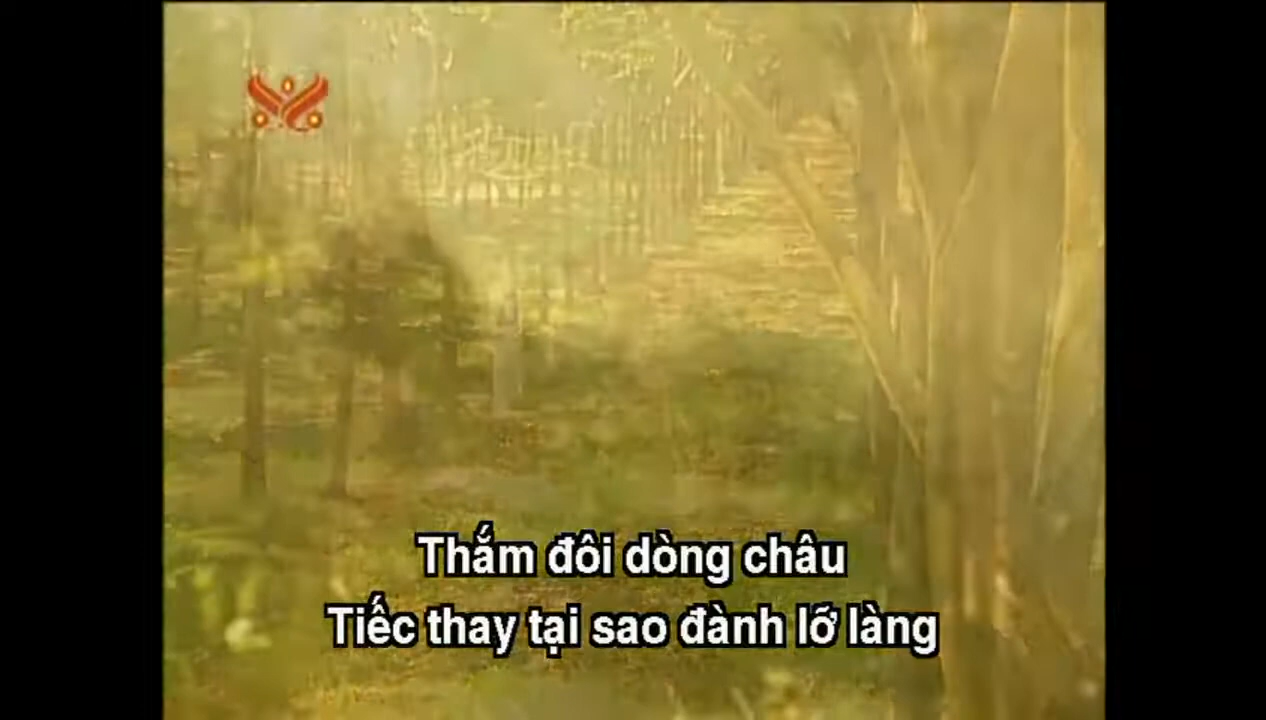 Thắm đôi dòng châu
Tiếc thay tại sao đành lỡ làng